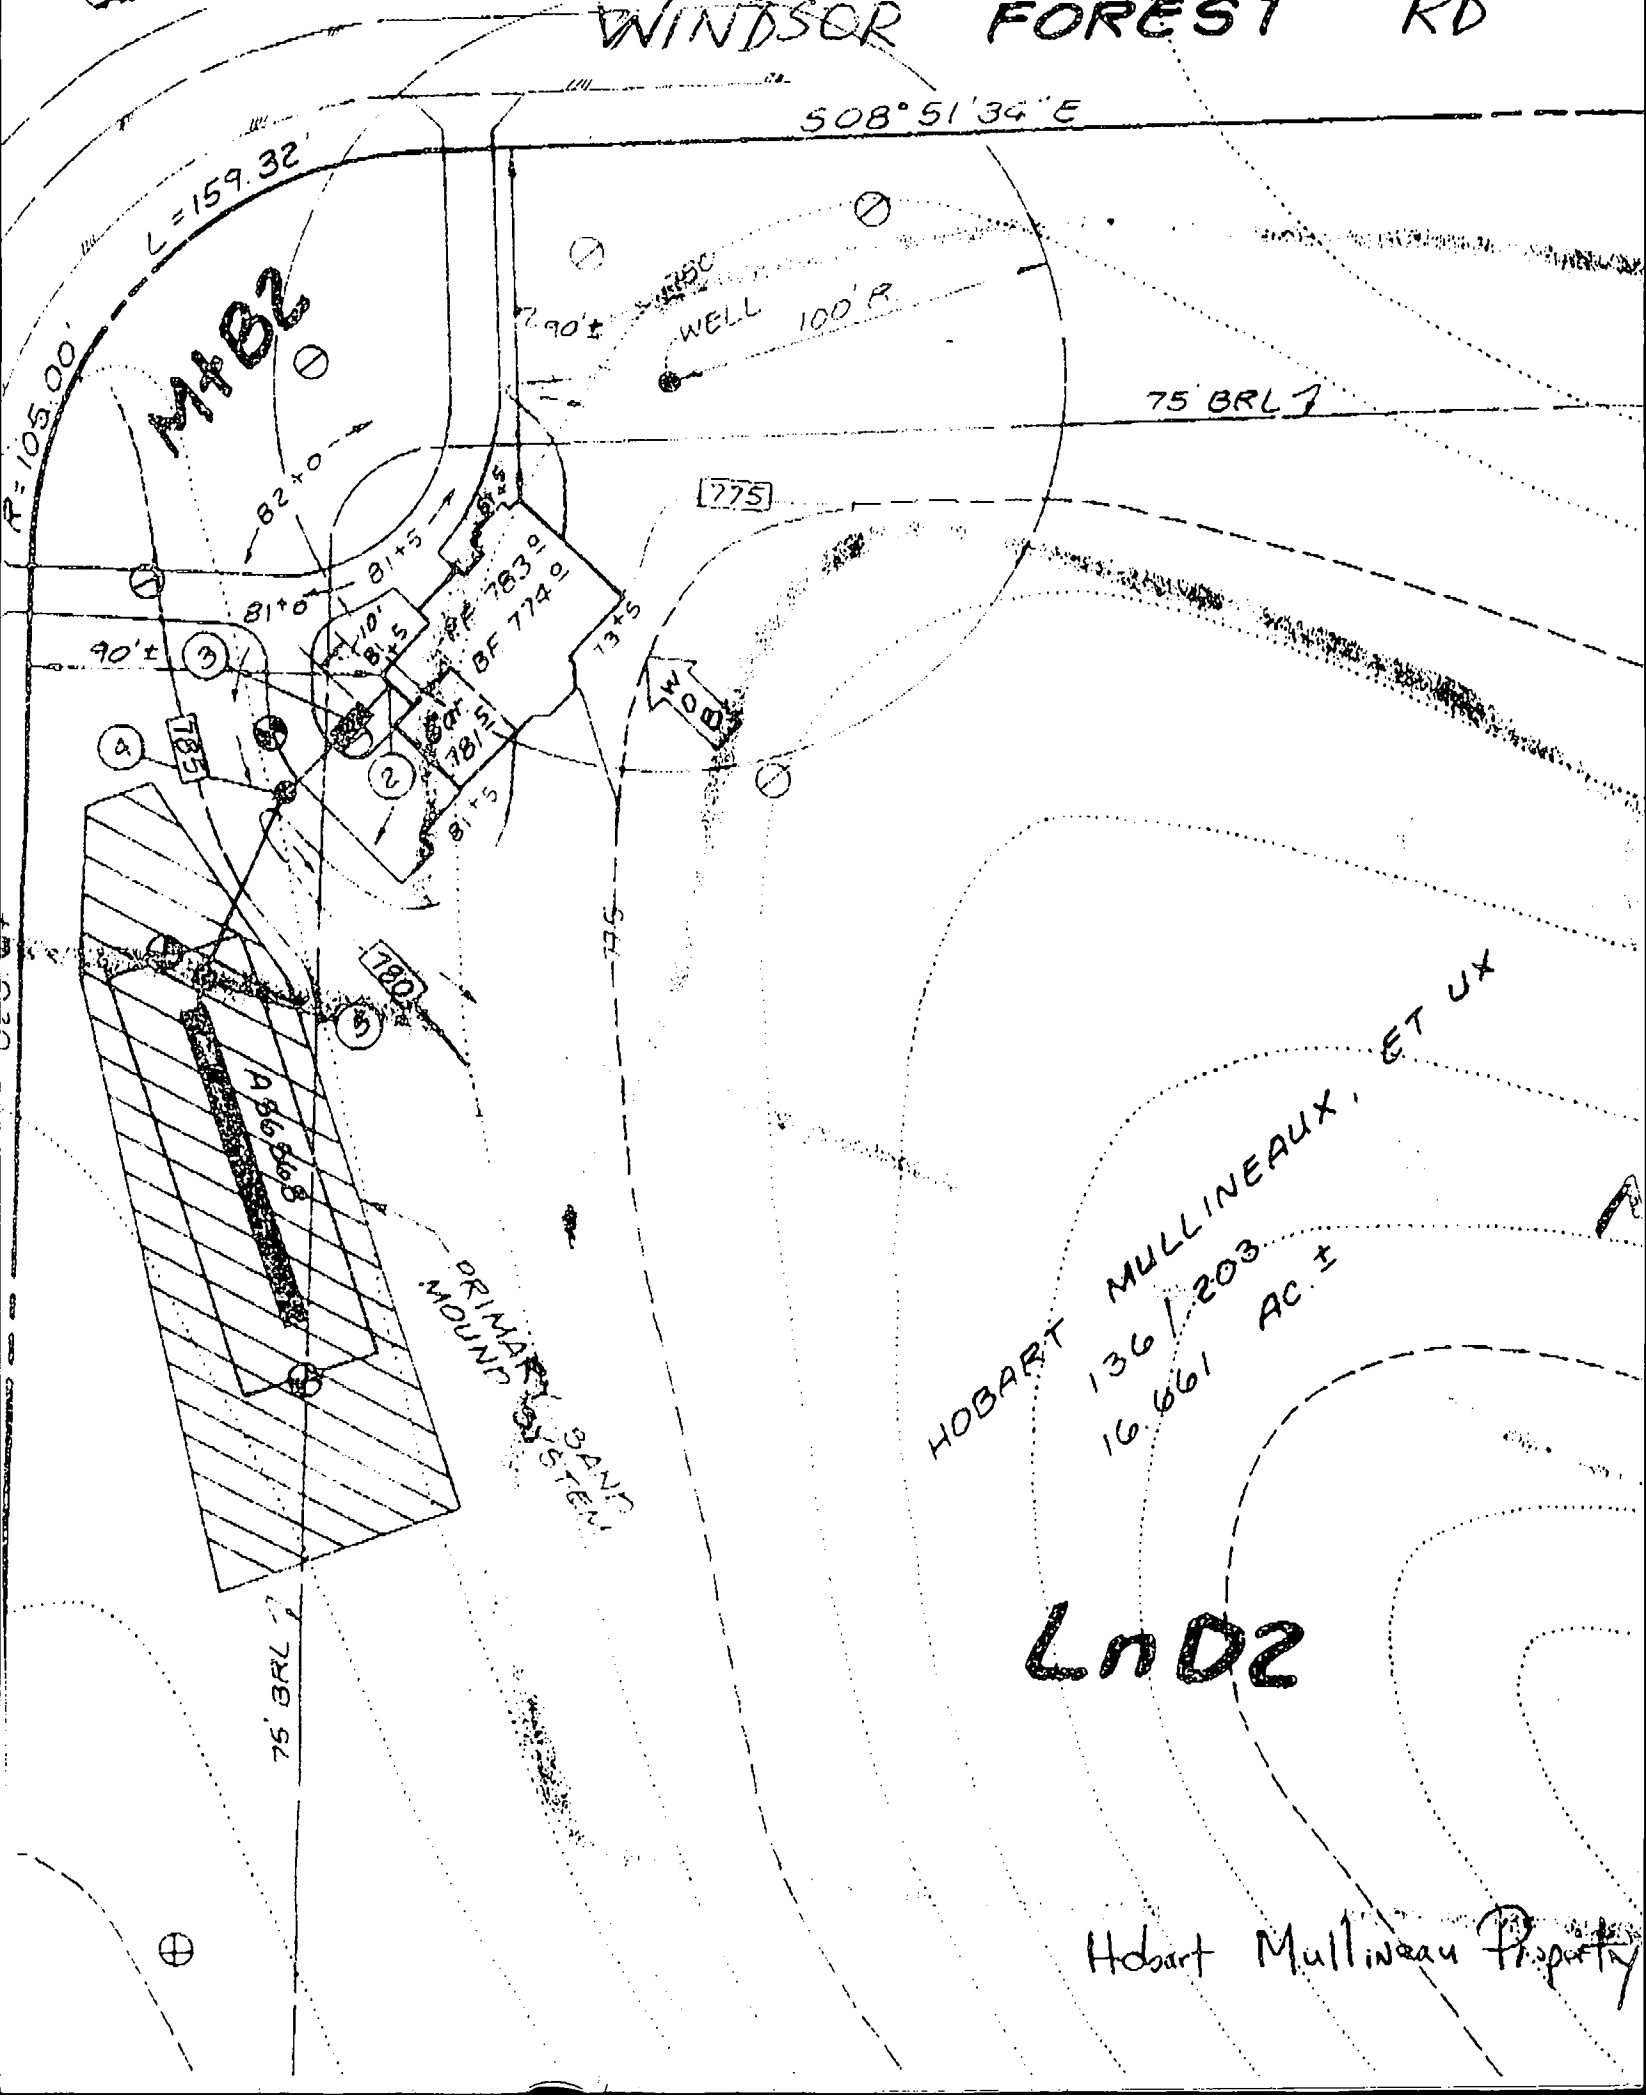 WINDSOR FOREST RD
S08°51'34"E
L=159.32'
R=105.00'
M+B2
90'±
WELL 100'R
75' BRL
775
82+0
81+5
81+0
FF 783.0
BF 774.0
10'
81+5
90'±
3
73+5
WOB
Gar
781.5
785
4
2
81+5
780
5
775
A86868
PRIMARY SAND
MOUND SYSTEM
HOBART MULLINEAUX, ET UX
136/203
16.661 AC.±
75' BRL
LnD2
Hobart Mullineau Property